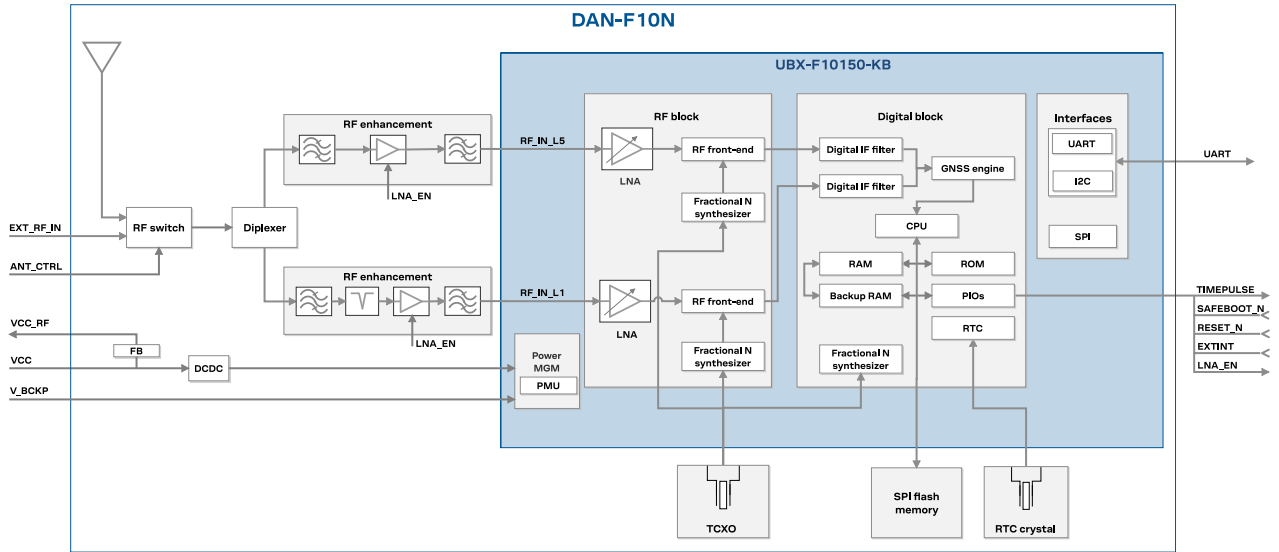 DAN-F10N
UBX-F10150-KB
RF enhancement
LNA_EN
RF_IN_L5
RF block
LNA
RF front-end
Fractional N
synthesizer
Digital block
Digital IF filter
Digital IF filter
GNSS engine
CPU
Interfaces
UART
I2C
SPI
UART
EXT_RF_IN
RF switch
Diplexer
ANT_CTRL
RF enhancement
LNA_EN
RF_IN_L1
LNA
RF front-end
Fractional N
synthesizer
RAM
ROM
Backup RAM
PIOs
RTC
Fractional N
synthesizer
TIMEPULSE
SAFEBOOT_N
RESET_N
EXTINT
LNA_EN
VCC_RF
FB
VCC
DCDC
V_BCKP
Power
MGM
PMU
TCXO
SPI flash
memory
RTC crystal